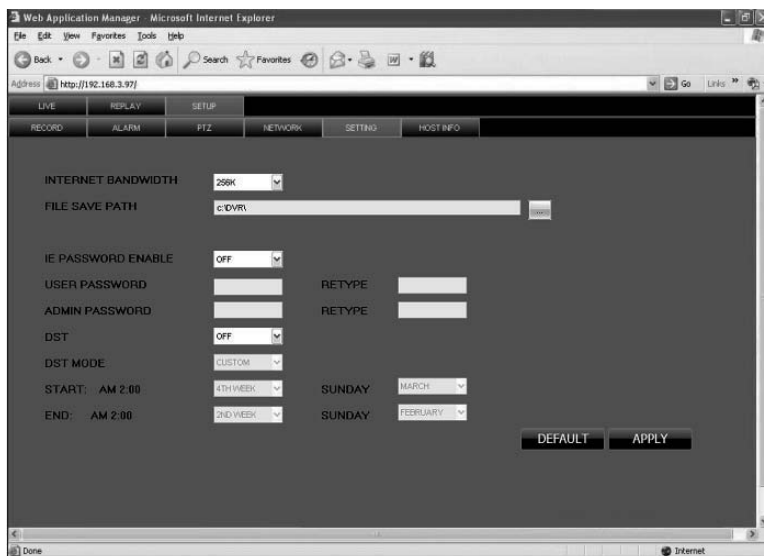 Web Application Manager - Microsoft Internet Explorer
File Edit View Favorites Tools Help
Back Search Favorites
Address http://192.168.3.97/ Go Links »
LIVE REPLAY SETUP
RECORD ALARM PTZ NETWORK SETTING HOST INFO
INTERNET BANDWIDTH 256K
FILE SAVE PATH c:\DVR\ ...
IE PASSWORD ENABLE OFF
USER PASSWORD RETYPE
ADMIN PASSWORD RETYPE
DST OFF
DST MODE CUSTOM
START: AM 2:00 4TH WEEK SUNDAY MARCH
END: AM 2:00 2ND WEEK SUNDAY FEBRUARY
DEFAULT APPLY
Done Internet